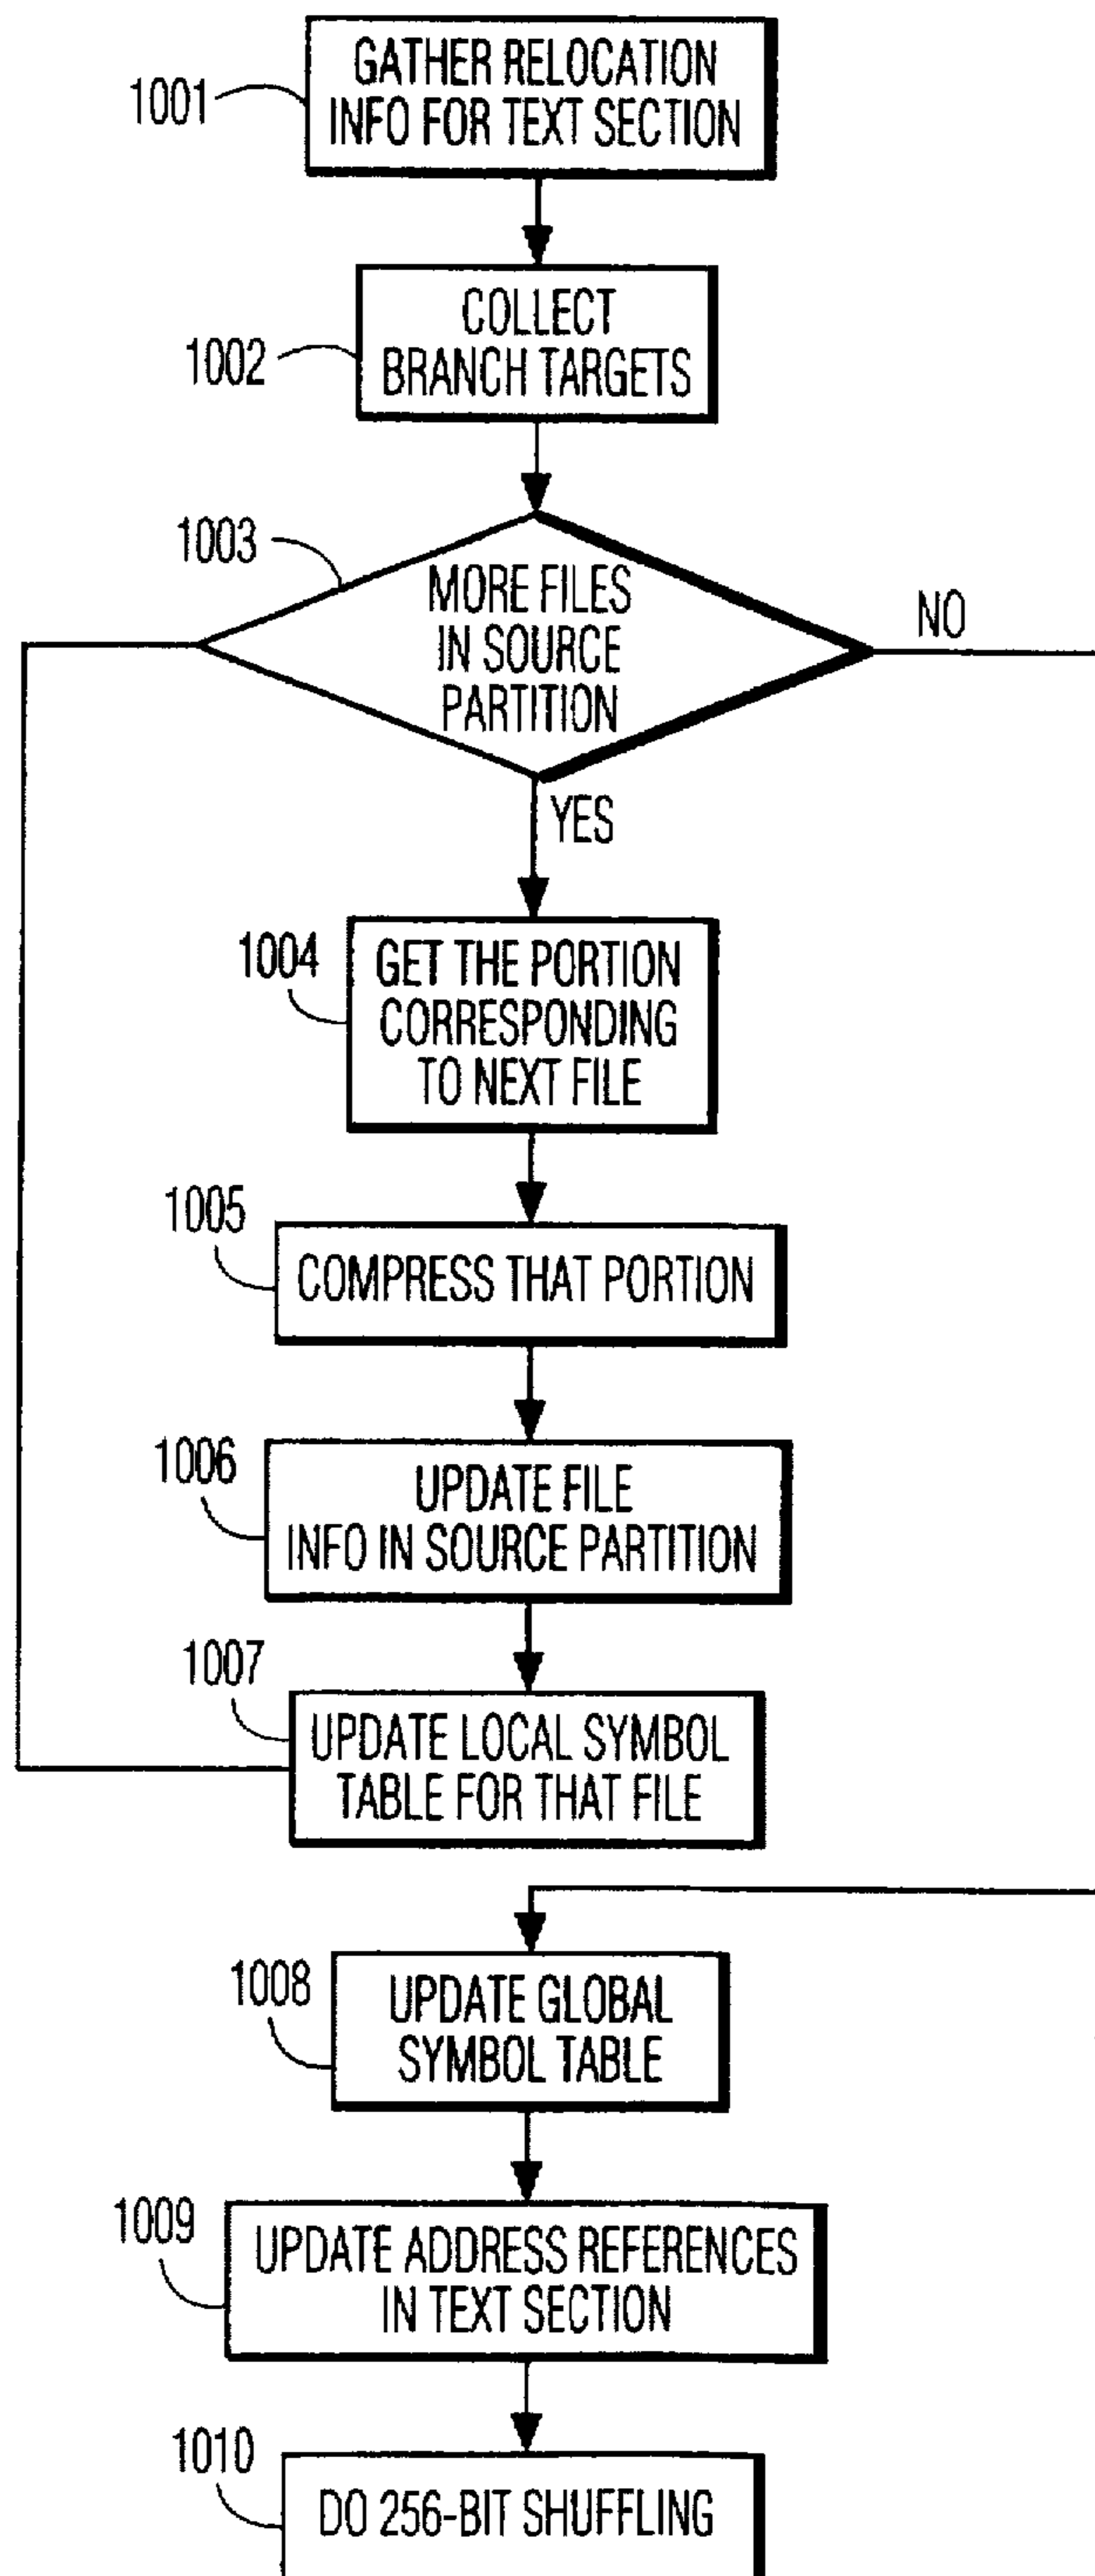 1001
GATHER RELOCATION
INFO FOR TEXT SECTION
1002
COLLECT
BRANCH TARGETS
1003
MORE FILES
IN SOURCE
PARTITION
NO
YES
1004
GET THE PORTION
CORRESPONDING
TO NEXT FILE
1005
COMPRESS THAT PORTION
1006
UPDATE FILE
INFO IN SOURCE PARTITION
1007
UPDATE LOCAL SYMBOL
TABLE FOR THAT FILE
1008
UPDATE GLOBAL
SYMBOL TABLE
1009
UPDATE ADDRESS REFERENCES
IN TEXT SECTION
1010
DO 256-BIT SHUFFLING